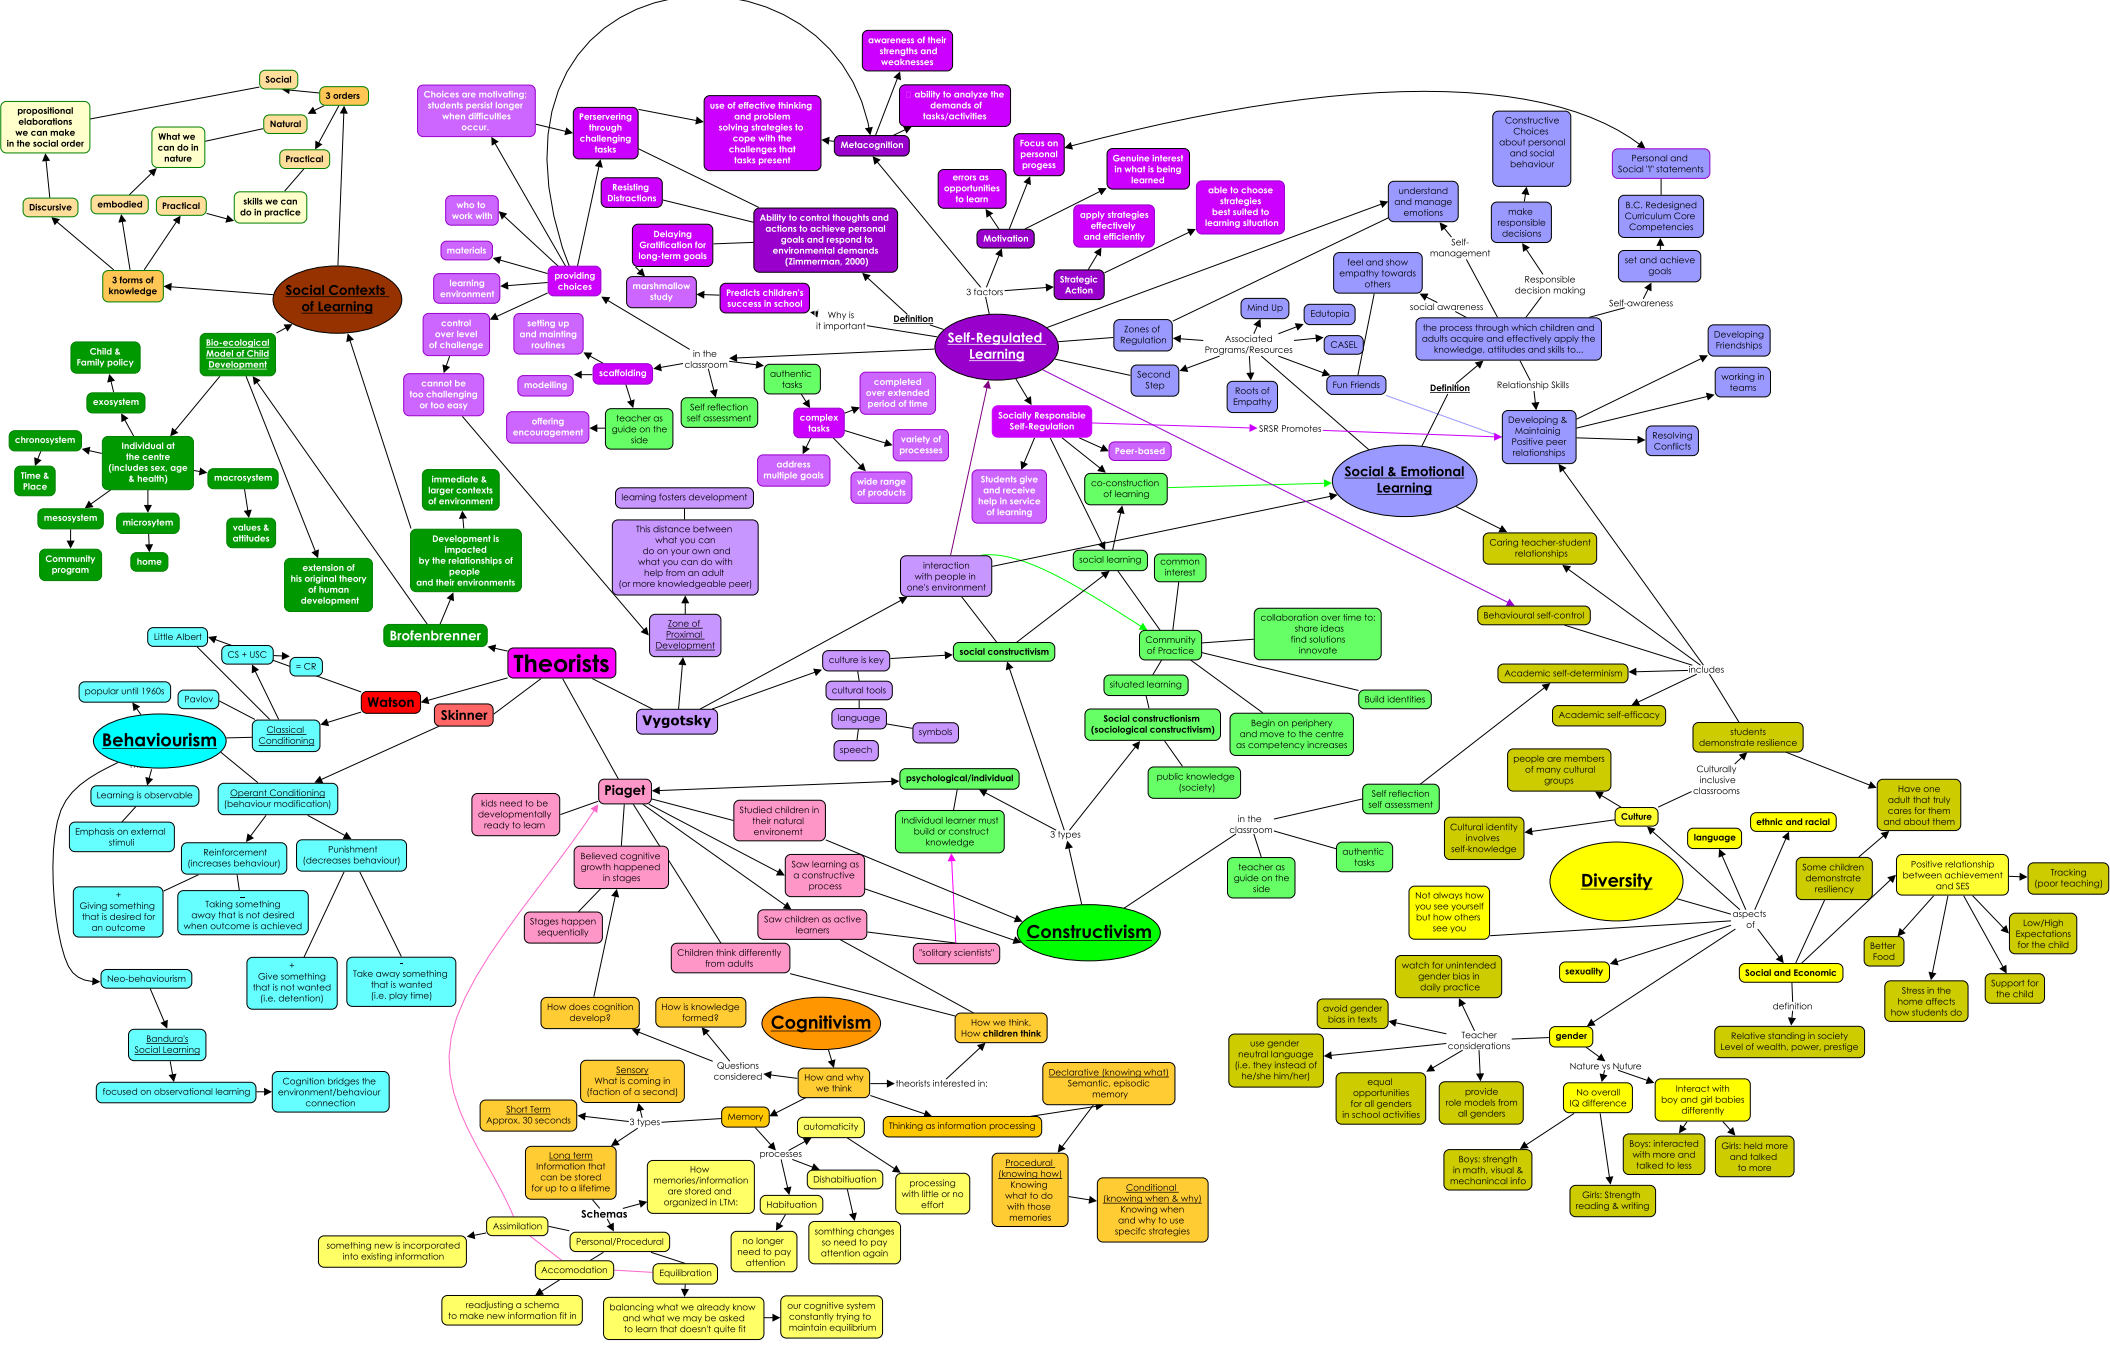 Social
3 orders
propositional
elaborations
we can make
in the social order
What we
can do in
nature
Natural
Practical
skills we can
do in practice
Discursive
embodied
Practical
3 forms of
knowledge
Social Contexts
of Learning
Bio-ecological
Model of Child
Development
Child &
Family policy
exosystem
chronosystem
Individual at
the centre
(includes sex, age
& health)
Time &
Place
macrosystem
mesosystem
microsytem
values &
attitudes
Community
program
home
extension of
his original theory
of human
development
immediate &
larger contexts
of environment
Development is
impacted
by the relationships of
people
and their environments
Brofenbrenner
Theorists
Choices are motivating:
students persist longer
when difficulties
occur.
Perservering
through
challenging
tasks
use of effective thinking
and problem
solving strategies to
cope with the
challenges that
tasks present
awareness of their
strengths and
weaknesses
ability to analyze the
demands of
tasks/activities
Metacognition
Resisting
Distractions
Delaying
Gratification for
long-term goals
marshmallow
study
Predicts children's
success in school
Ability to control thoughts and
actions to achieve personal
goals and respond to
environmental demands
(Zimmerman, 2000)
who to
work with
materials
learning
environment
providing
choices
control
over level
of challenge
cannot be
too challenging
or too easy
setting up
and mainting
routines
modelling
scaffolding
offering
encouragement
teacher as
guide on the
side
in the
classroom
Self reflection
self assessment
authentic
tasks
complex
tasks
completed
over extended
period of time
variety of
processes
wide range
of products
address
multiple goals
Why is
it important
Definition
3 factors
Self-Regulated
Learning
Focus on
personal
progess
errors as
opportunities
to learn
Genuine interest
in what is being
learned
Motivation
apply strategies
effectively
and efficiently
able to choose
strategies
best suited to
learning situation
Strategic
Action
Socially Responsible
Self-Regulation
SRSR Promotes
Peer-based
Students give
and receive
help in service
of learning
co-construction
of learning
Constructive
Choices
about personal
and social
behaviour
Personal and
Social "I" statements
understand
and manage
emotions
make
responsible
decisions
B.C. Redesigned
Curriculum Core
Competencies
set and achieve
goals
Self-
management
Responsible
decision making
Self-awareness
feel and show
empathy towards
others
social awareness
the process through which children and
adults acquire and effectively apply the
knowledge, attitudes and skills to...
Mind Up
Edutopia
Zones of
Regulation
Associated
Programs/Resources
CASEL
Second
Step
Roots of
Empathy
Fun Friends
Definition
Relationship Skills
Developing &
Maintainig
Positive peer
relationships
Developing
Friendships
working in
teams
Resolving
Conflicts
Social & Emotional
Learning
Caring teacher-student
relationships
Behavioural self-control
includes
Academic self-determinism
Academic self-efficacy
students
demonstrate resilience
learning fosters development
This distance between
what you can
do on your own and
what you can do with
help from an adult
(or more knowledgeable peer)
Zone of
Proximal
Development
interaction
with people in
one's environment
social learning
common
interest
collaboration over time to:
share ideas
find solutions
innovate
Community
of Practice
social constructivism
culture is key
cultural tools
language
symbols
speech
Vygotsky
situated learning
Build identities
Social constructionism
(sociological constructivism)
Begin on periphery
and move to the centre
as competency increases
public knowledge
(society)
Little Albert
CS + USC
= CR
popular until 1960s
Pavlov
Watson
Skinner
Behaviourism
Classical
Conditioning
Learning is observable
Operant Conditioning
(behaviour modification)
Emphasis on external
stimuli
Reinforcement
(increases behaviour)
Punishment
(decreases behaviour)
+
Giving something
that is desired for
an outcome
–
Taking something
away that is not desired
when outcome is achieved
+
Give something
that is not wanted
(i.e. detention)
-
Take away something
that is wanted
(i.e. play time)
Neo-behaviourism
Bandura's
Social Learning
focused on observational learning
Cognition bridges the
environment/behaviour
connection
Piaget
kids need to be
developmentally
ready to learn
Studied children in
their natural
environemt
Believed cognitive
growth happened
in stages
Saw learning as
a constructive
process
Stages happen
sequentially
Saw children as active
learners
Children think differently
from adults
"solitary scientists"
psychological/individual
Individual learner must
build or construct
knowledge
3 types
Constructivism
in the
classroom
Self reflection
self assessment
teacher as
guide on the
side
authentic
tasks
How does cognition
develop?
How is knowledge
formed?
Cognitivism
How we think.
How children think
Questions
considered
How and why
we think
theorists interested in:
Sensory
What is coming in
(faction of a second)
Short Term
Approx. 30 seconds
3 types
Memory
Thinking as information processing
Declarative (knowing what)
Semantic, episodic
memory
Long term
Information that
can be stored
for up to a lifetime
automaticity
processes
Dishabitiuation
processing
with little or no
effort
Procedural
(knowing how)
Knowing
what to do
with those
memories
Conditional
(knowing when & why)
Knowing when
and why to use
specifc strategies
How
memories/information
are stored and
organized in LTM:
Schemas
Habituation
no longer
need to pay
attention
somthing changes
so need to pay
attention again
Assimilation
Personal/Procedural
something new is incorporated
into existing information
Accomodation
Equilibration
readjusting a schema
to make new information fit in
balancing what we already know
and what we may be asked
to learn that doesn't quite fit
our cognitive system
constantly trying to
maintain equilibrium
people are members
of many cultural
groups
Culturally
inclusive
classrooms
Have one
adult that truly
cares for them
and about them
Culture
Cultural identity
involves
self-knowledge
language
ethnic and racial
Diversity
Some children
demonstrate
resiliency
Positive relationship
between achievement
and SES
Tracking
(poor teaching)
Not always how
you see yourself
but how others
see you
aspects
of
Low/High
Expectations
for the child
Better
Food
sexuality
Social and Economic
Stress in the
home affects
how students do
Support for
the child
definition
Relative standing in society
Level of wealth, power, prestige
watch for unintended
gender bias in
daily practice
avoid gender
bias in texts
use gender
neutral language
(i.e. they instead of
he/she him/her)
Teacher
considerations
gender
equal
opportunities
for all genders
in school activities
provide
role models from
all genders
Nature vs Nuture
No overall
IQ difference
Interact with
boy and girl babies
differently
Boys: strength
in math, visual &
mechanincal info
Girls: Strength
reading & writing
Boys: interacted
with more and
talked to less
Girls: held more
and talked
to more